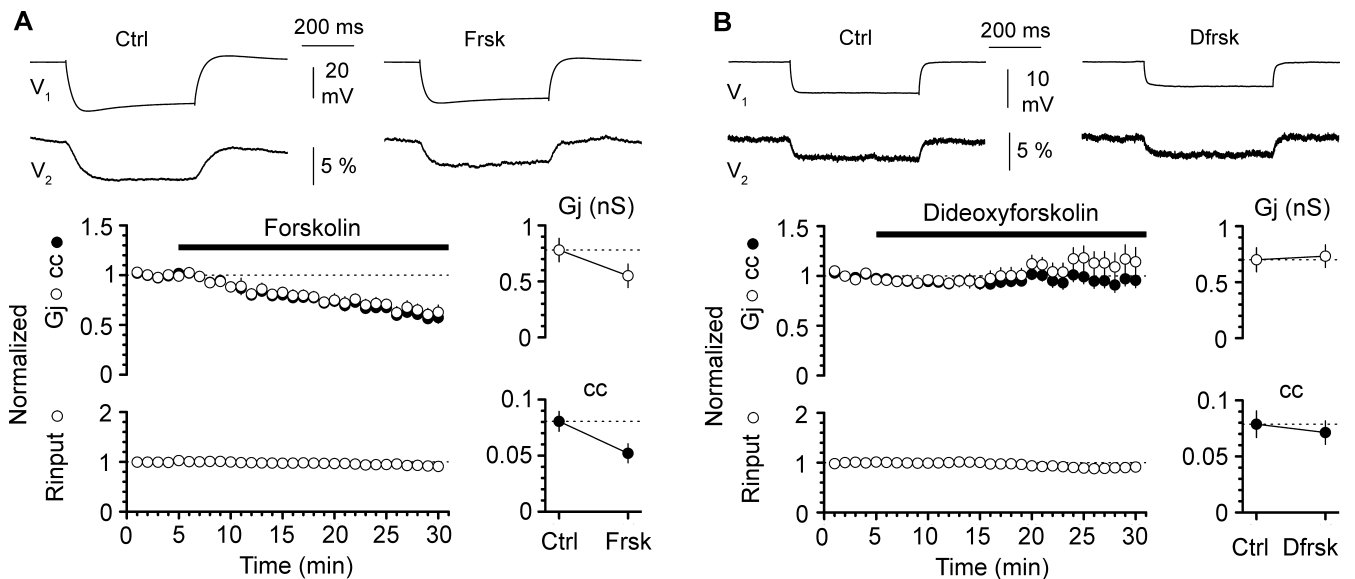 A
Ctrl
200 ms
Frsk
V1
20
mV
V2
5 %
Forskolin
Normalized
Gj cc
1.5
1
0.5
0
Rinput
2
1
0
0 5 10 15 20 25 30
Time (min)
Gj (nS)
1
0.5
0
cc
0.1
0.05
0
Ctrl Frsk
B
Ctrl
200 ms
Dfrsk
V1
10
mV
V2
5 %
Dideoxyforskolin
Normalized
Gj cc
1.5
1
0.5
0
Rinput
2
1
0
0 5 10 15 20 25 30
Time (min)
Gj (nS)
1
0.5
0
cc
0.1
0.05
0
Ctrl Dfrsk